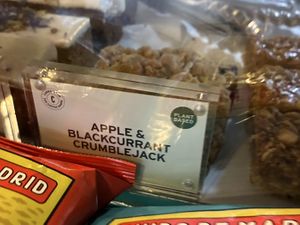 PLANT
BASED
APPLE &
BLACKCURRANT
CRUMBLEJACK
DRID